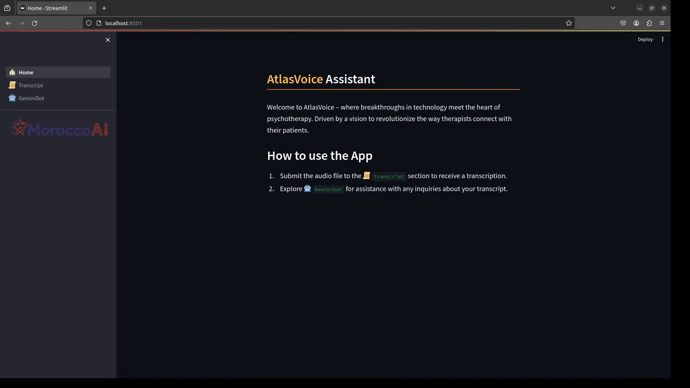 Home · Streamlit
localhost:8501
Deploy
Home
Transcript
GeminiBot
MoroccoAI
AtlasVoice Assistant
Welcome to AtlasVoice – where breakthroughs in technology meet the heart of
psychotherapy. Driven by a vision to revolutionize the way therapists connect with
their patients.
How to use the App
1. Submit the audio file to the Transcript section to receive a transcription.
2. Explore GeminiBot for assistance with any inquiries about your transcript.